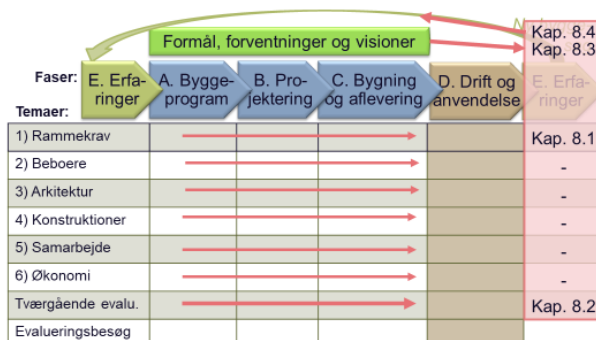 Kap. 8.4
Formål, forventninger og visioner
Kap. 8.3
Faser:
E. Erfa-
ringer
A. Bygge-
program
B. Pro-
jektering
C. Bygning
og aflevering
D. Drift og
anvendelse
E. Erfa-
ringer
Temaer:
1) Rammekrav
Kap. 8.1
2) Beboere
-
3) Arkitektur
-
4) Konstruktioner
-
5) Samarbejde
-
6) Økonomi
-
Tværgående evalu.
Kap. 8.2
Evalueringsbesøg